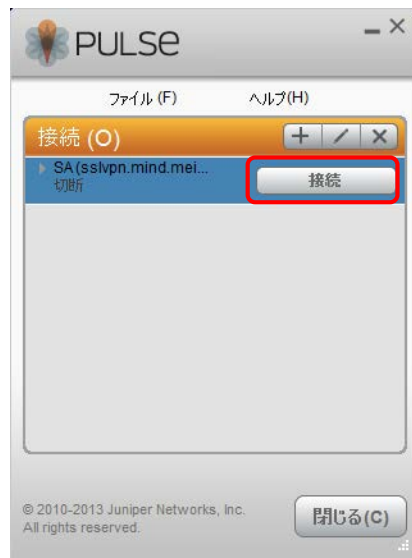 PULSE
ファイル (F) ヘルプ(H)
接続 (O)
SA(sslvpn.mind.mei...
切断
接続
© 2010-2013 Juniper Networks, Inc.
All rights reserved.
閉じる(C)